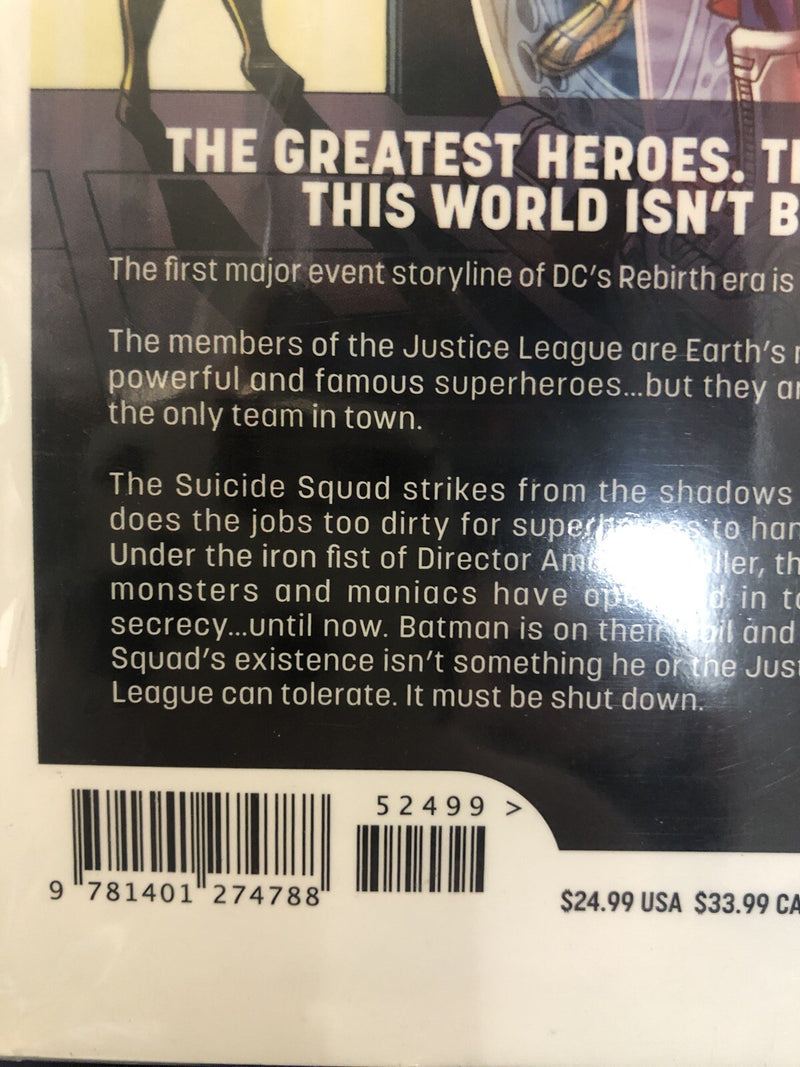 THE GREATEST HEROES.
THIS WORLD ISN'T
The first major event storyline of DC's Rebirth era is
The members of the Justice League are Earth's
powerful and famous superheroes...but they
the only team in town.
The Suicide Squad strikes from the shadows
does the jobs too dirty for to
Under the iron fist of Director
monsters and maniacs have in
secrecy...until now. Batman is on their and
Squad's existence isn't something he or the
League can tolerate. It must be shut down.
52499 >
9 781401 274788
$24.99 USA $33.99